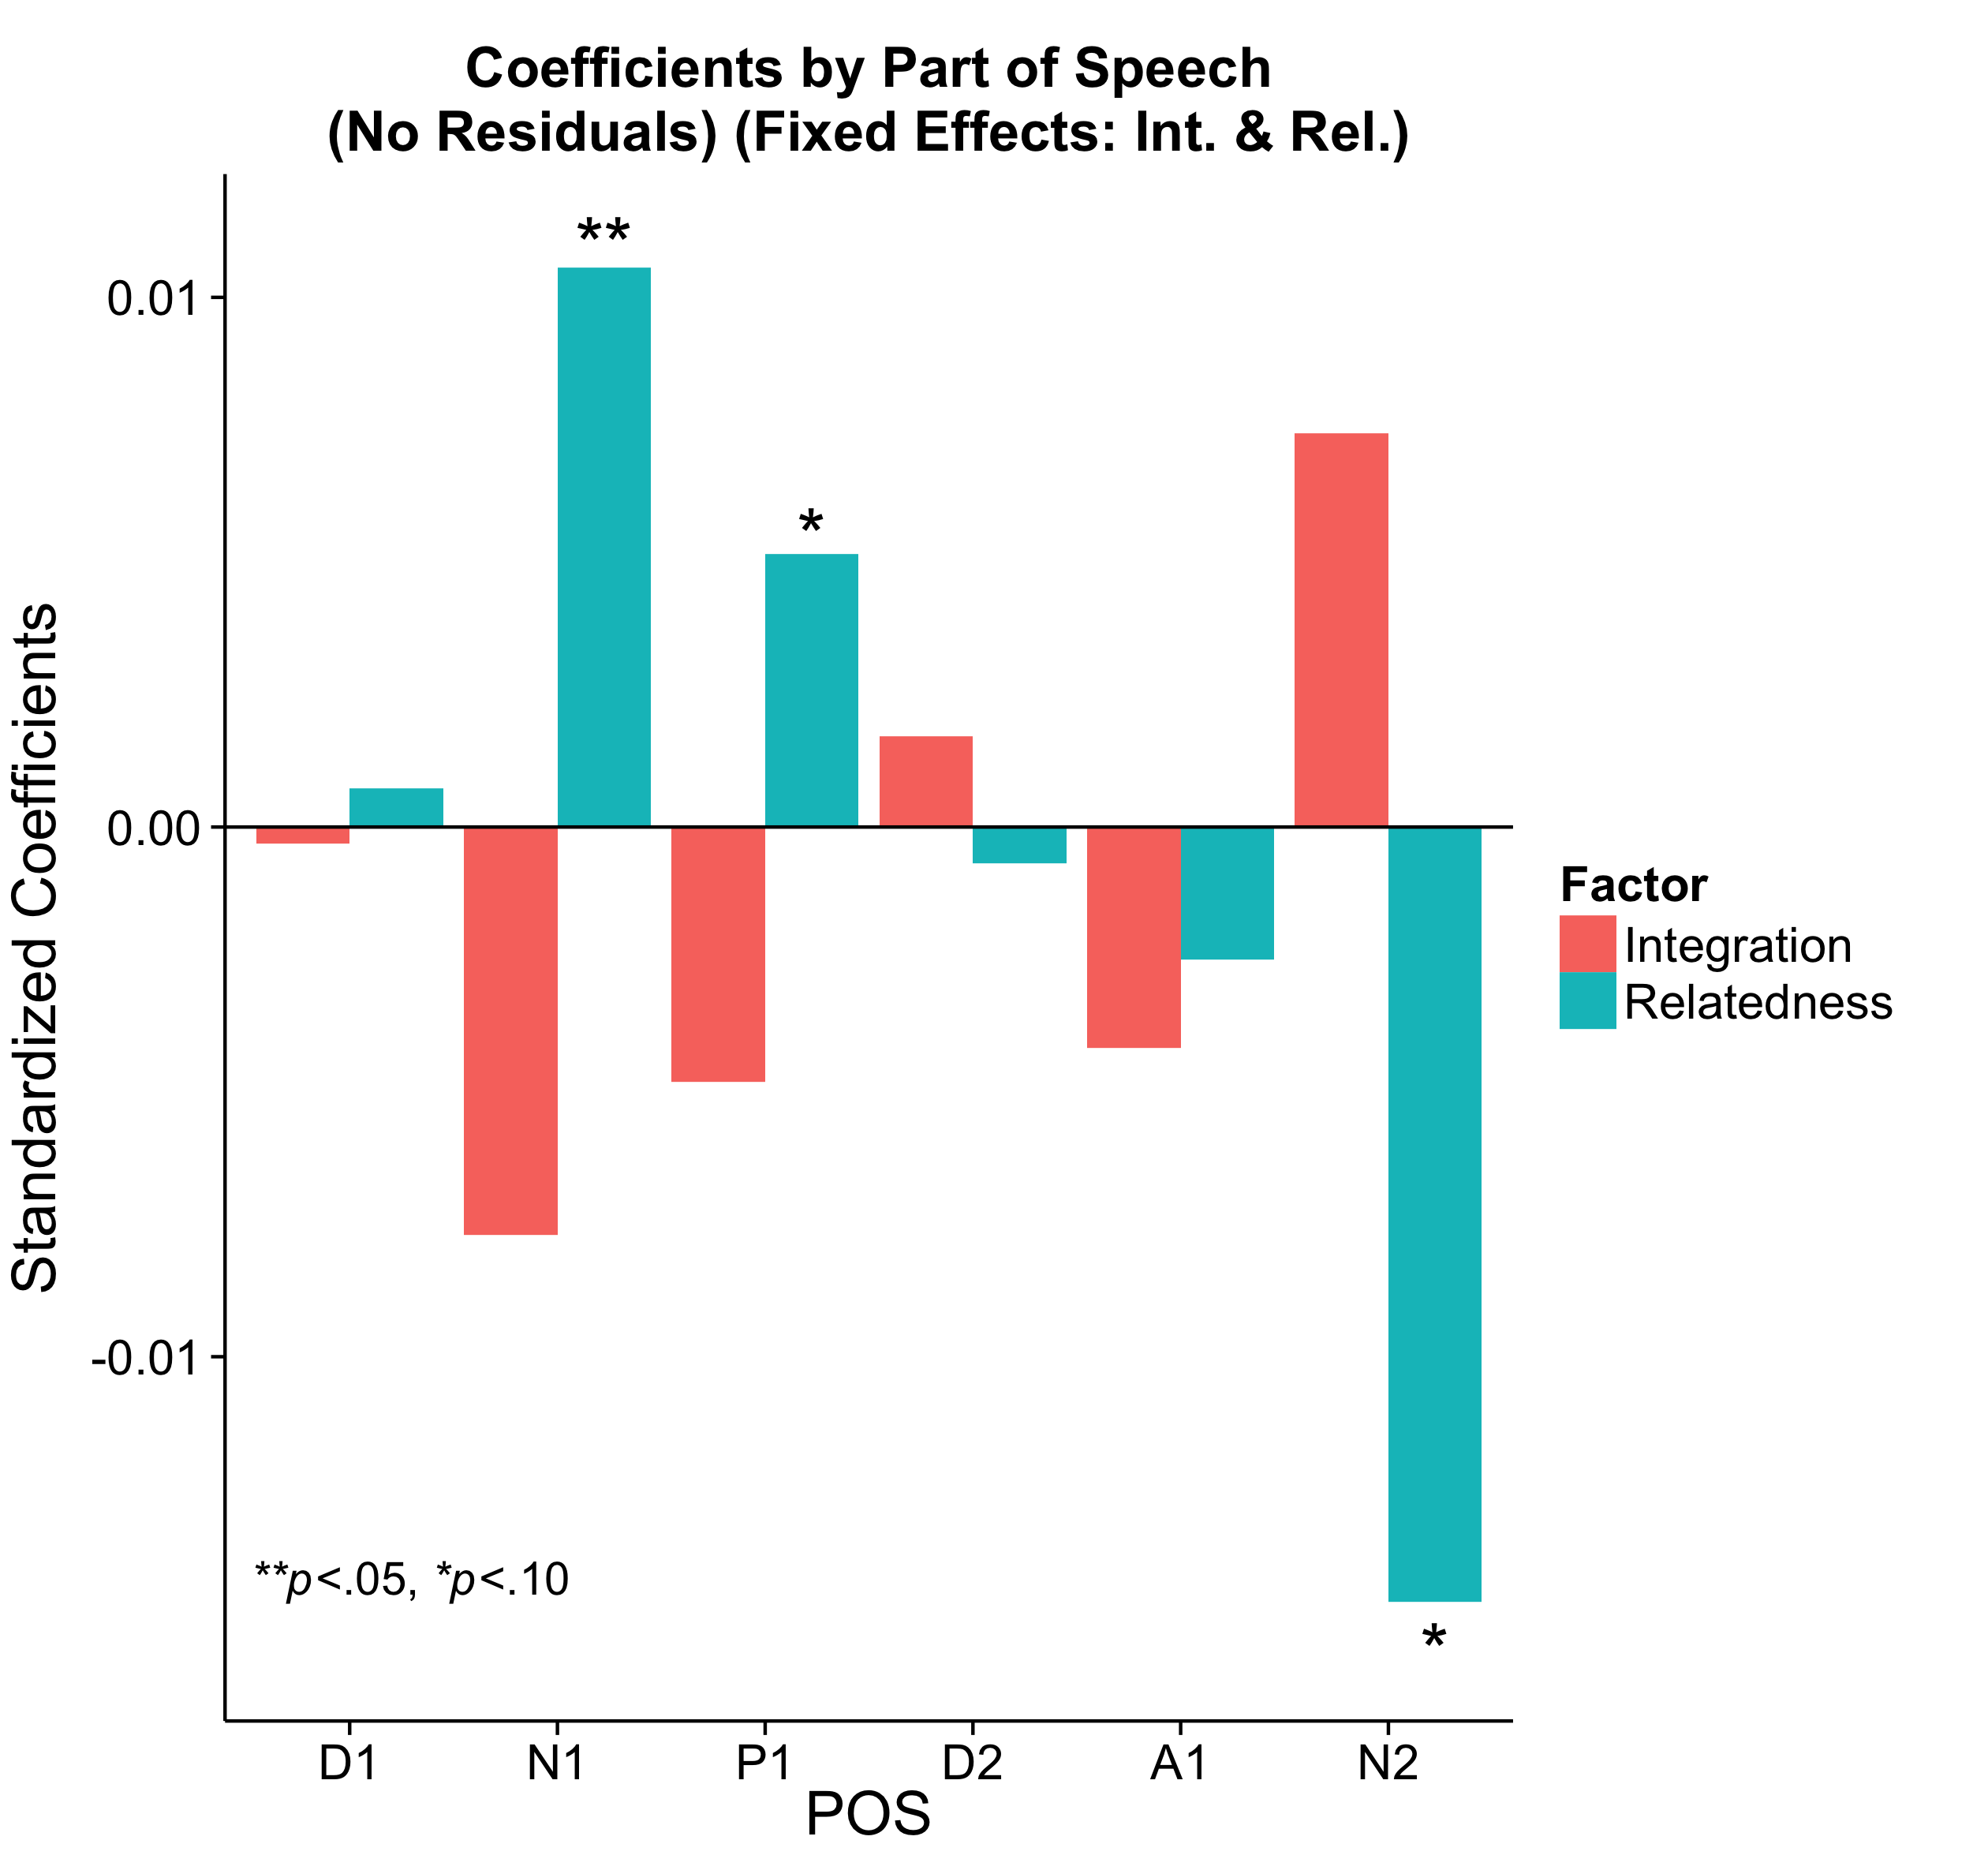 Coefficients by Part of Speech
(No Residuals) (Fixed Effects: Int. & Rel.)
**
0.01
*
Standardized Coefficients
0.00
Factor
Integration
Relatedness
-0.01
**p<.05, *p<.10
*
D1 N1 P1 D2 A1 N2
POS